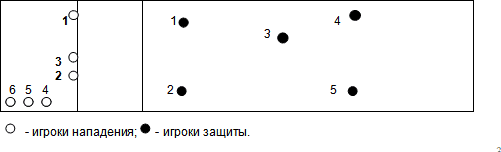 1 1 3 4
3
2
6 5 4 2 5
- игроки нападения; - игроки защиты.
2